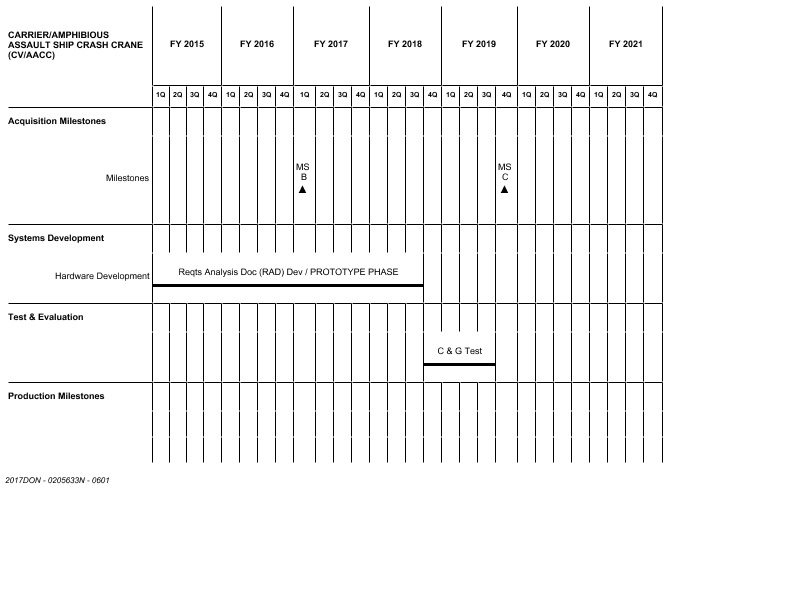 CARRIER/AMPHIBIOUS
ASSAULT SHIP CRASH CRANE
(CV/AACC)
FY 2015 FY 2016 FY 2017 FY 2018 FY 2019 FY 2020 FY 2021
1Q 2Q 3Q 4Q 1Q 2Q 3Q 4Q 1Q 2Q 3Q 4Q 1Q 2Q 3Q 4Q 1Q 2Q 3Q 4Q 1Q 2Q 3Q 4Q 1Q 2Q 3Q 4Q
Acquisition Milestones
MS MS
Milestones B C
Systems Development
Reqts Analysis Doc (RAD) Dev / PROTOTYPE PHASE
Hardware Development
Test & Evaluation
C & G Test
Production Milestones
2017DON - 0205633N - 0601